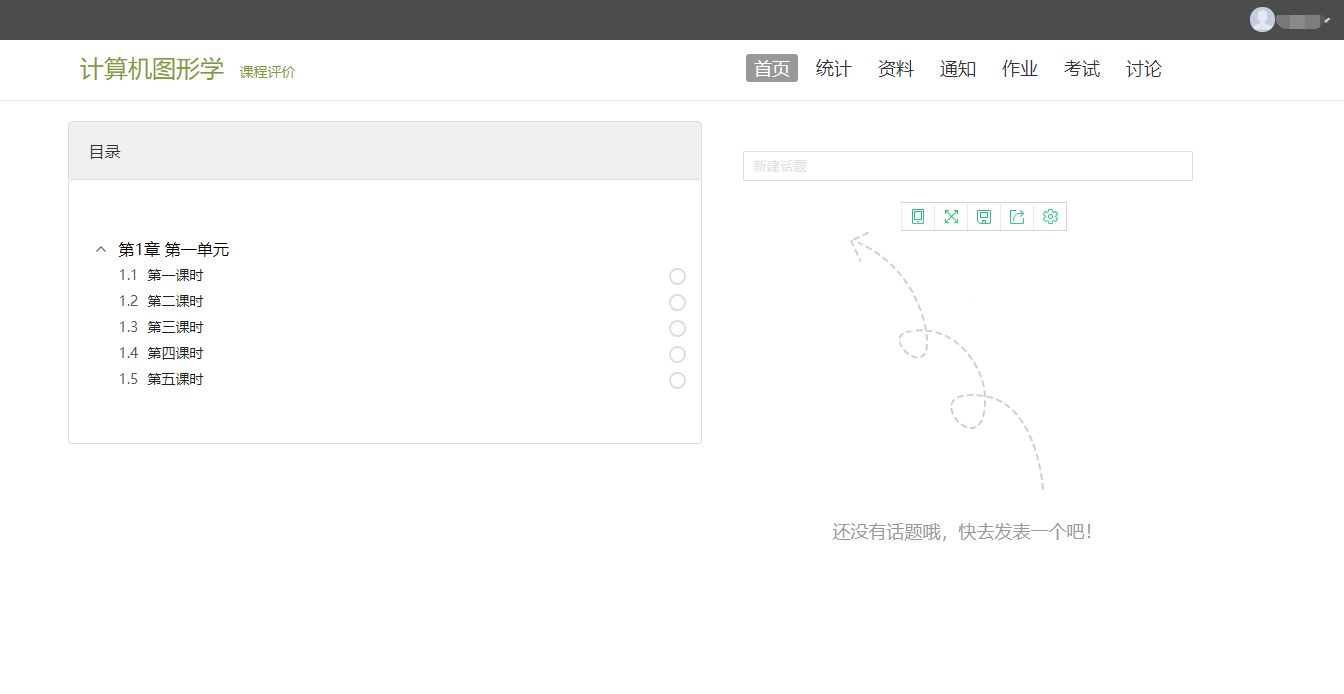 计算机图形学 课程评价
首页 统计 资料 通知 作业 考试 讨论
目录
第1章 第一单元
1.1 第一课时
1.2 第二课时
1.3 第三课时
1.4 第四课时
1.5 第五课时
新建话题
还没有话题哦，快去发表一个吧！